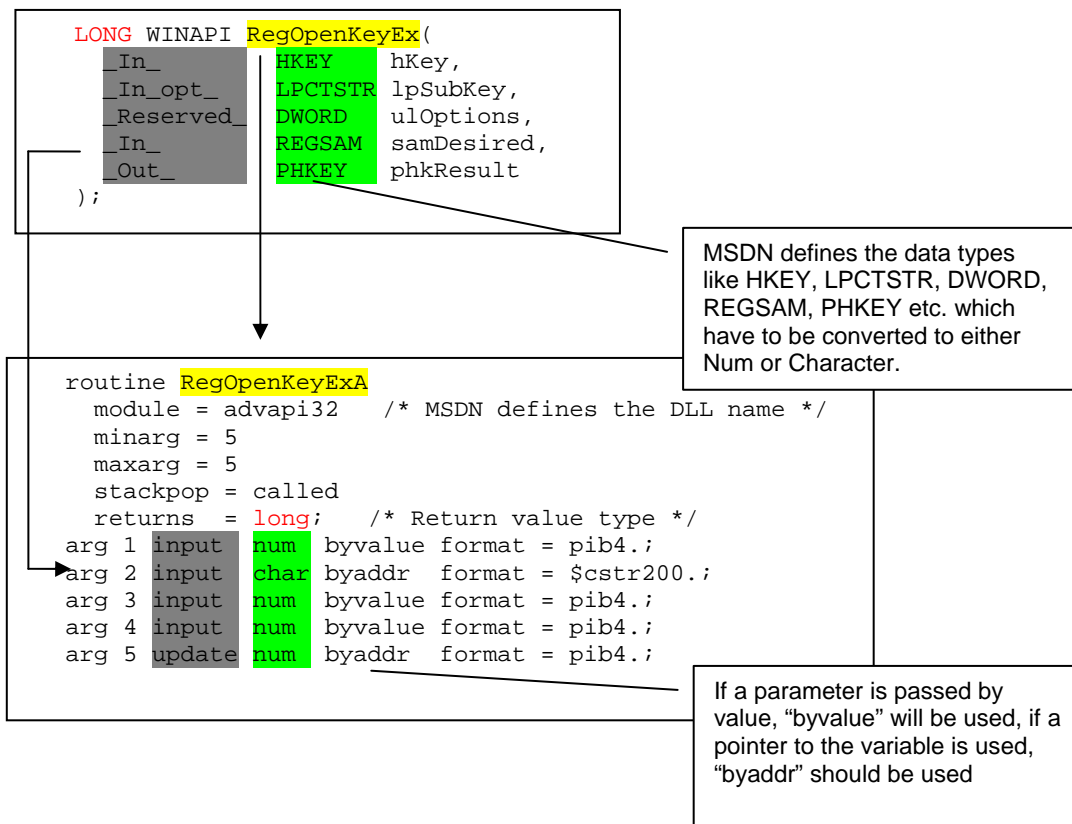 LONG WINAPI RegOpenKeyEx(
_In_ HKEY hKey,
_In_opt_ LPCTSTR lpSubKey,
_Reserved_ DWORD ulOptions,
_In_ REGSAM samDesired,
_Out_ PHKEY phkResult
);
MSDN defines the data types
like HKEY, LPCTSTR, DWORD,
REGSAM, PHKEY etc. which
have to be converted to either
Num or Character.
routine RegOpenKeyExA
module = advapi32 /* MSDN defines the DLL name */
minarg = 5
maxarg = 5
stackpop = called
returns = long; /* Return value type */
arg 1 input num byvalue format = pib4.;
arg 2 input char byaddr format = $cstr200.;
arg 3 input num byvalue format = pib4.;
arg 4 input num byvalue format = pib4.;
arg 5 update num byaddr format = pib4.;
If a parameter is passed by
value, “byvalue” will be used, if a
pointer to the variable is used,
“byaddr” should be used